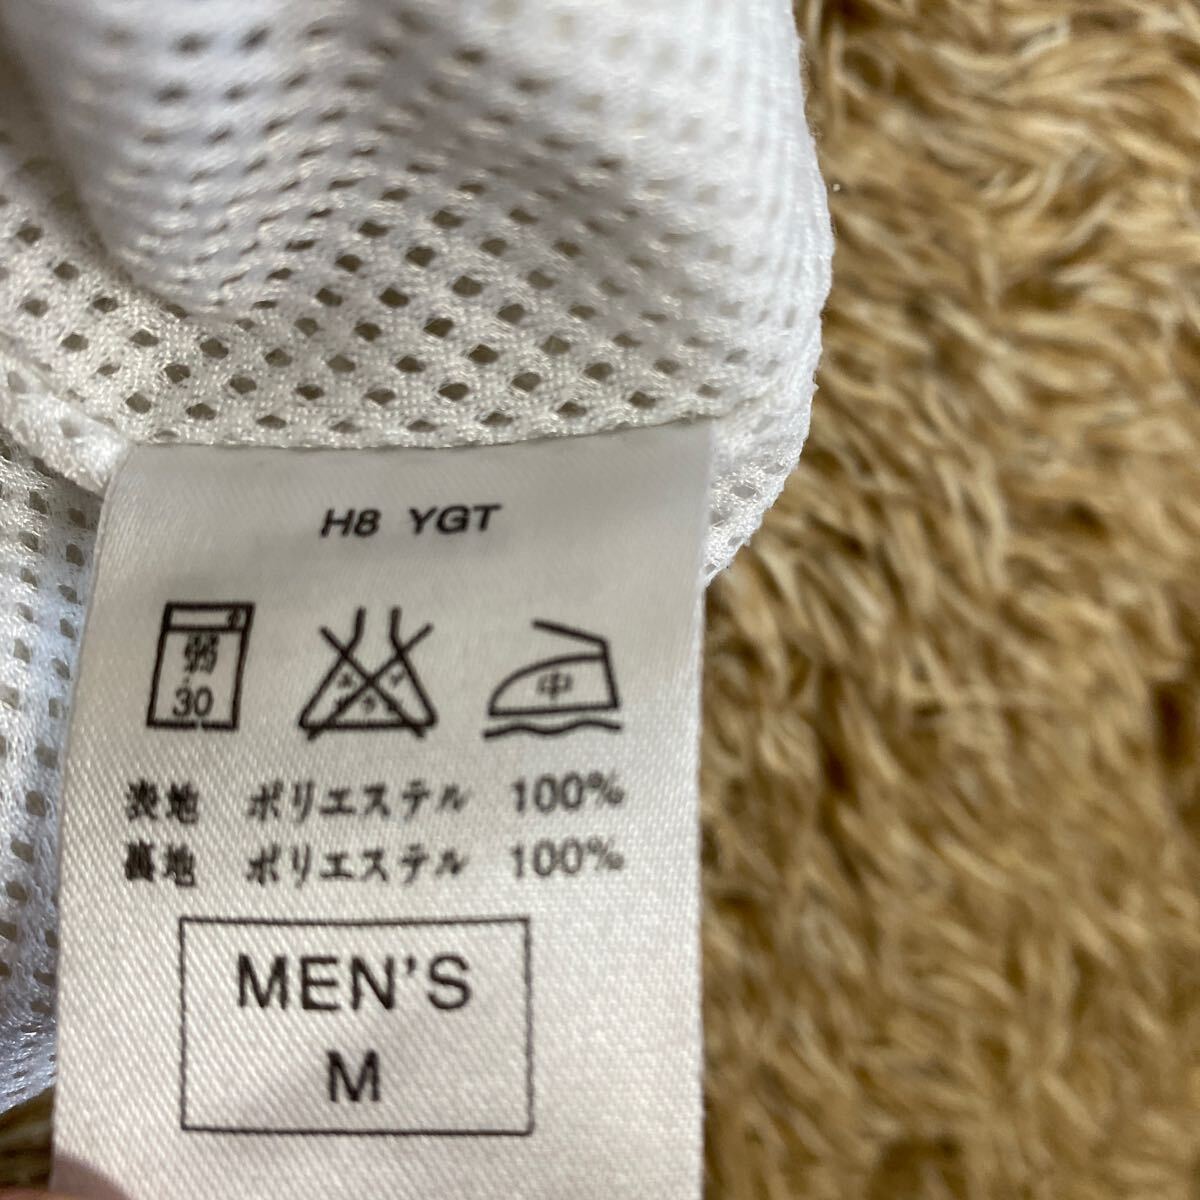 H8 YGT
30
中
表地 ポリエステル 100%
裏地 ポリエステル 100%
MEN'S
M